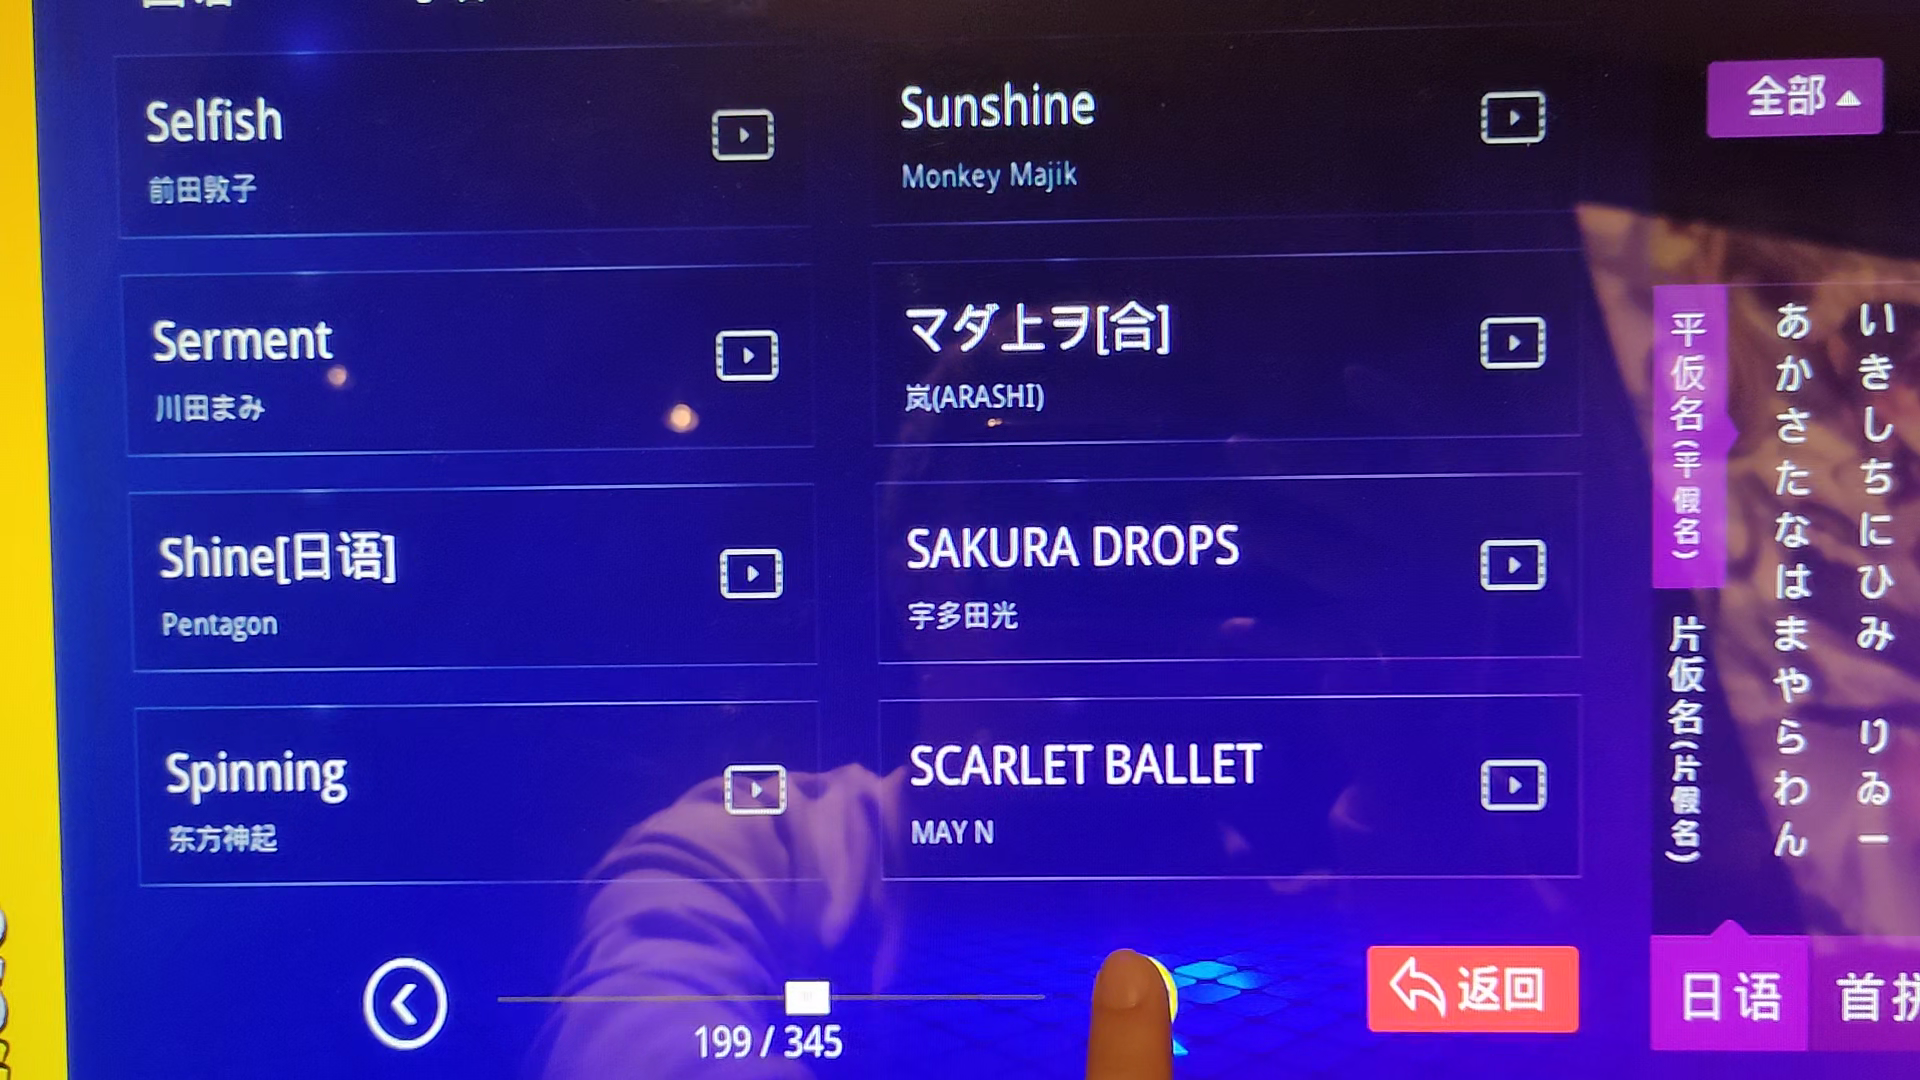 Selfish
前田敦子
Sunshine
Monkey Majik
Serment
川田まみ
マダ上ヲ[合]
岚(ARASHI)
Shine[日语]
Pentagon
SAKURA DROPS
宇多田光
Spinning
东方神起
SCARLET BALLET
MAY N
199 / 345
返回
全部
平仮名(平假名)
片仮名(片假名)
あ い
か き
さ し
た ち
な に
は ひ
ま み
や
ら り
わ ゐ
ん ー
日语
首拼